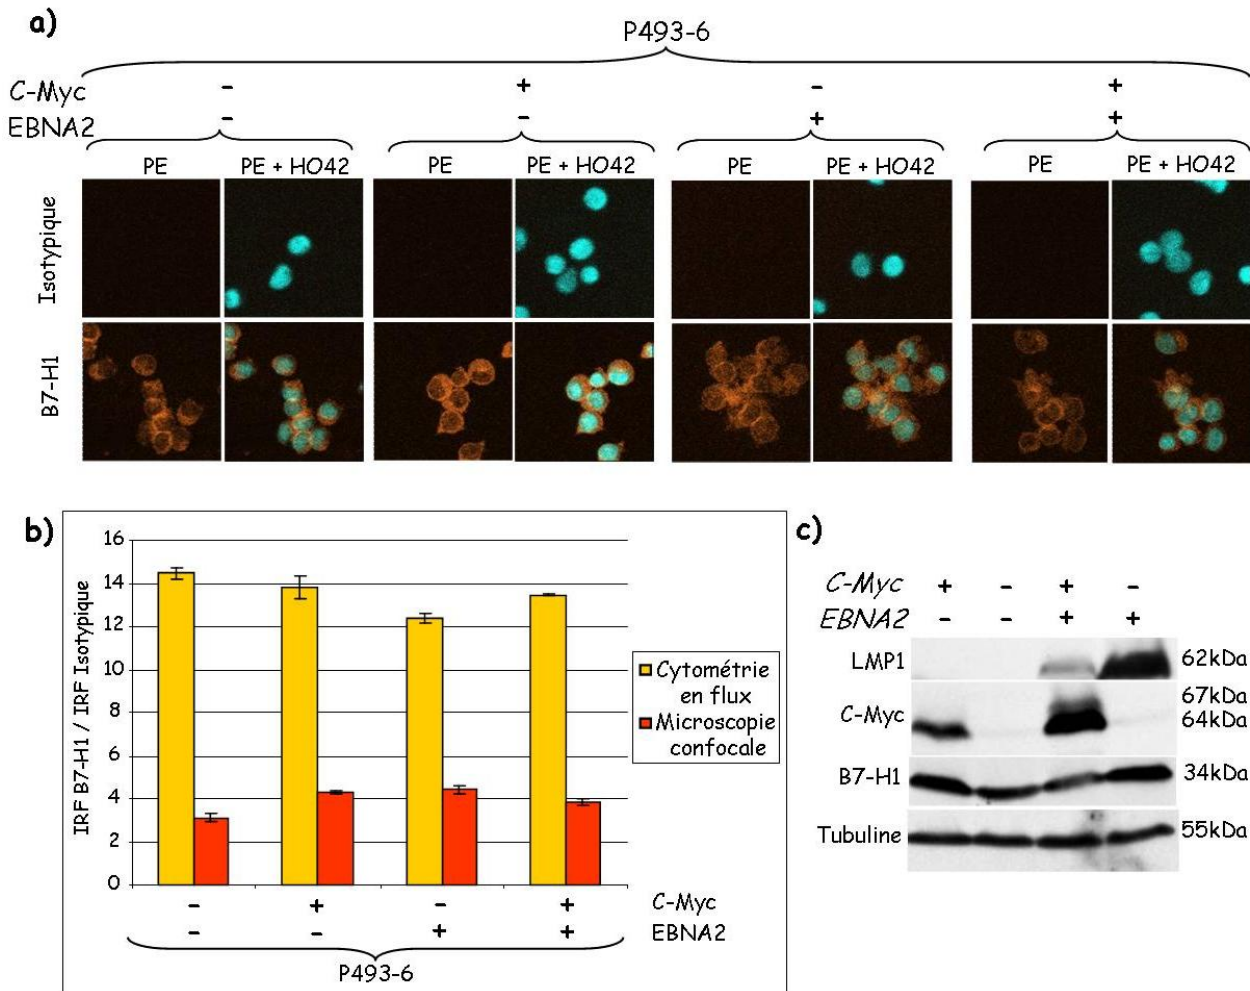 a)
P493-6
C-Myc - + - +
EBNA2 - - + +
PE PE + HO42 PE PE + HO42 PE PE + HO42 PE PE + HO42
Isotypique
B7-H1
b)
IRF B7-H1 / IRF Isotypique
16
14
12
10
8
6
4
2
0
Cytométrie
en flux
Microscopie
confocale
- + - + C-Myc
- - + + EBNA2
P493-6
c)
C-Myc + - + -
EBNA2 - - + +
LMP1 62kDa
67kDa
C-Myc 64kDa
B7-H1 34kDa
Tubuline 55kDa